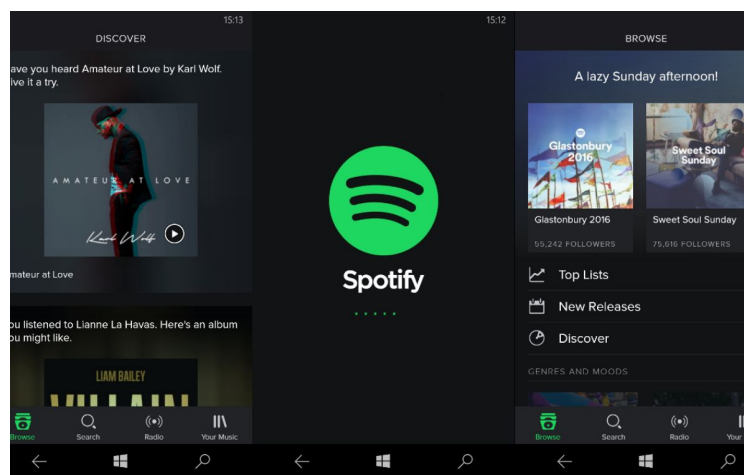 15:13
DISCOVER
ave you heard Amateur at Love by Karl Wolf.
ive it a try.
AMATEUR AT LOVE
Karl Wolf
mateur at Love
ou listened to Lianne La Havas. Here's an album
ou might like.
LIAM BAILEY
Browse
Search
Radio
Your Music
15:12
Spotify
BROWSE
A lazy Sunday afternoon!
Glastonbury
2016
Sweet Soul
Sunday
Glastonbury 2016
Sweet Soul Sunday
55,242 FOLLOWERS
75,616 FOLLOWERS
Top Lists
New Releases
Discover
GENRES AND MOODS
Browse
Search
Radio
Your